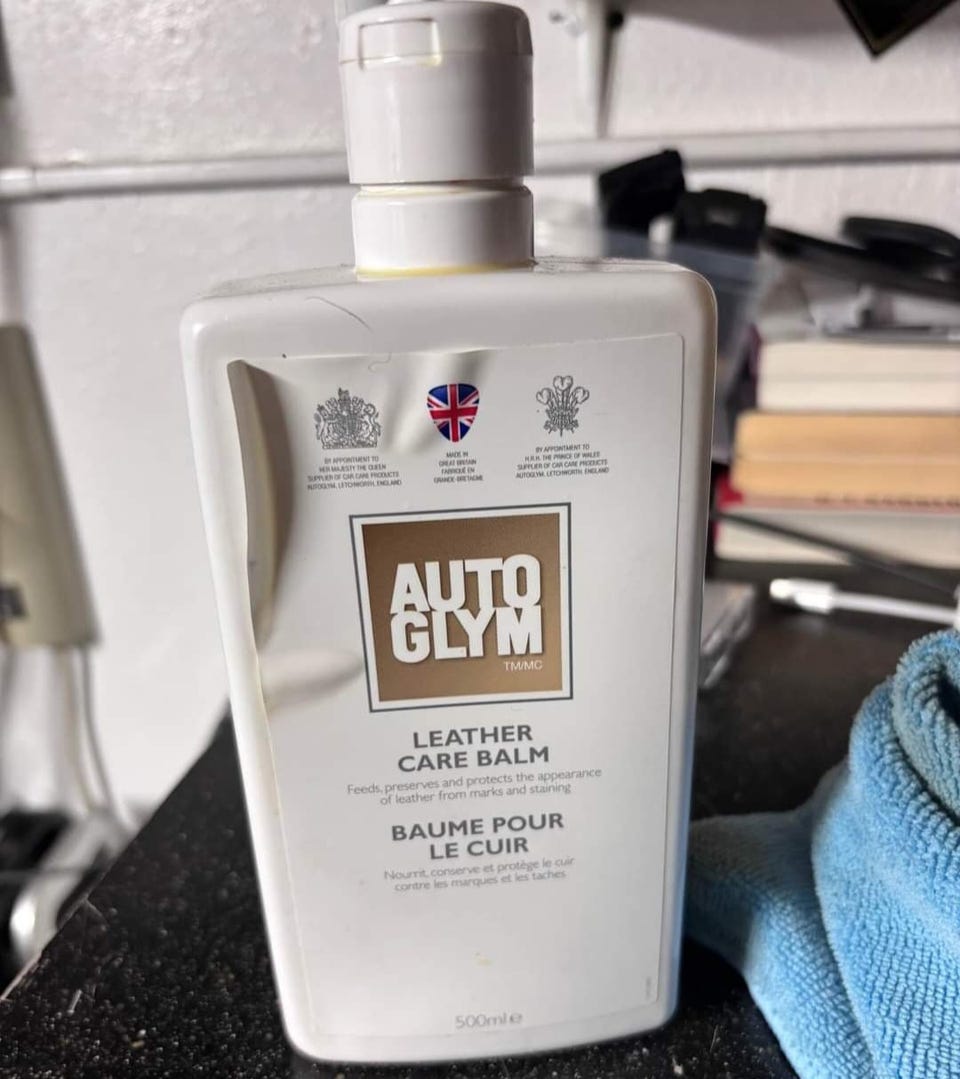 BY APPOINTMENT TO
HER MAJESTY THE QUEEN
SUPPLIER OF CAR CARE PRODUCTS
AUTOGLYM, LETCHWORTH, ENGLAND
MADE IN
GREAT BRITAIN
FABRIQUÉ EN
GRANDE-BRETAGNE
BY APPOINTMENT TO
H.R.H. THE PRINCE OF WALES
SUPPLIER OF CAR CARE PRODUCTS
AUTOGLYM, LETCHWORTH, ENGLAND
AUTO
GLYM
TM/MC
LEATHER
CARE BALM
Feeds, preserves and protects the appearance
of leather from marks and staining
BAUME POUR
LE CUIR
Nourrit, conserve et protège le cuir
contre les marques et les taches
500ml e